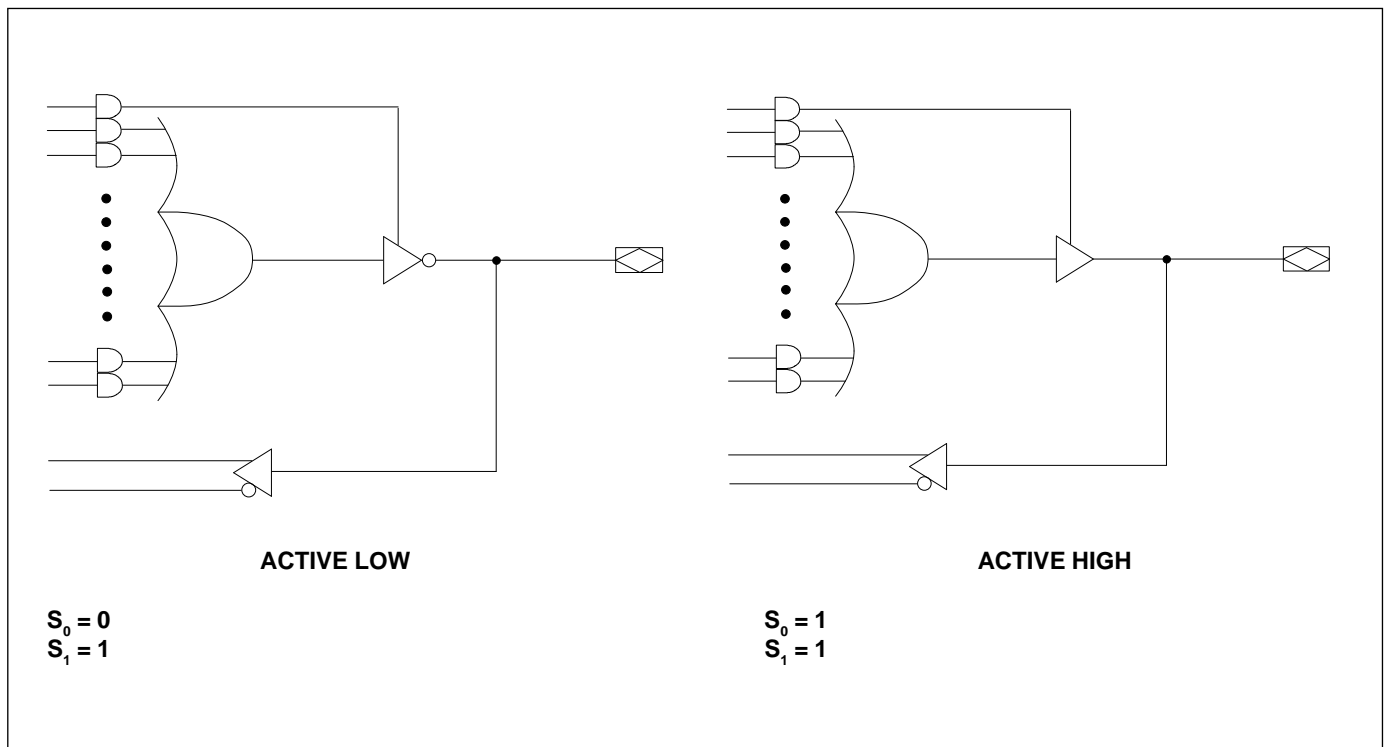 ACTIVE LOW
ACTIVE HIGH
S0 = 0
S1 = 1
S0 = 1
S1 = 1